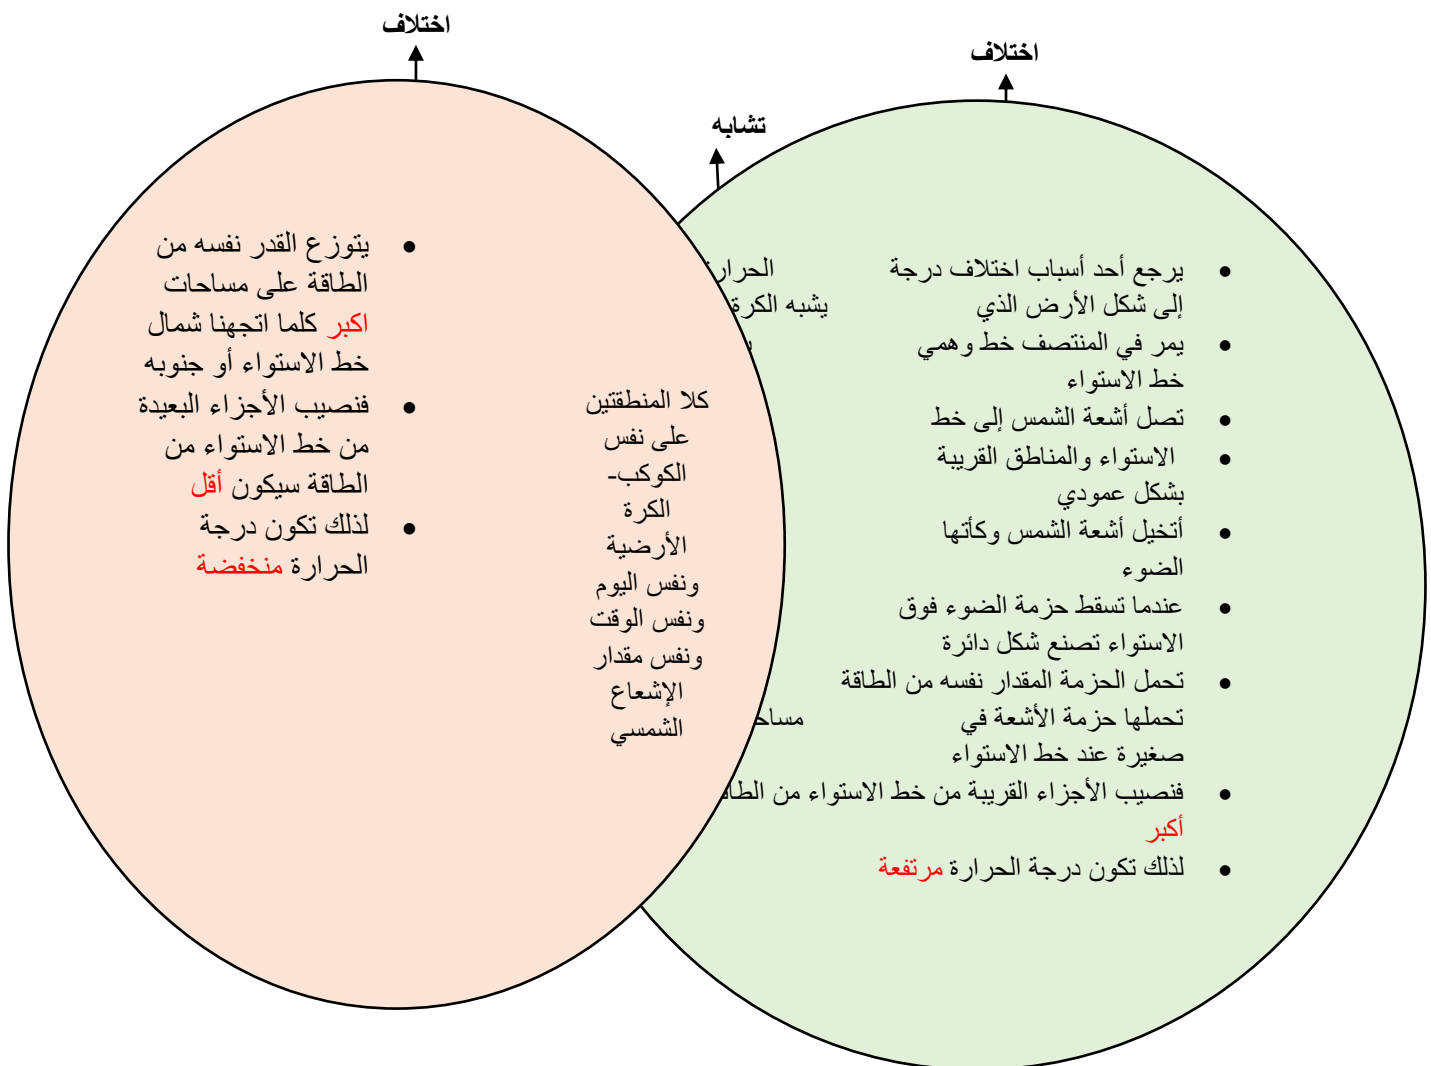 اختلاف
اختلاف
تشابه
يرجع أحد أسباب اختلاف درجة
إلى شكل الأرض الذي يشبه الكرة
يمر في المنتصف خط وهمي
خط الاستواء
تصل أشعة الشمس إلى خط
الاستواء والمناطق القريبة
بشكل عمودي
أتخيل أشعة الشمس وكأنها
الضوء
عندما تسقط حزمة الضوء فوق
الاستواء تصنع شكل دائرة
تحمل الحزمة المقدار نفسه من الطاقة
تحملها حزمة الأشعة في
صغيرة عند خط الاستواء
فنصيب الأجزاء القريبة من خط الاستواء من
أكبر
لذلك تكون درجة الحرارة مرتفعة
كلا المنطقتين
على نفس
الكوكب-
الكرة
الأرضية
ونفس اليوم
ونفس الوقت
ونفس مقدار
الإشعاع
الشمسي
يتوزع القدر نفسه من
الطاقة على مساحات
اكبر كلما اتجهنا شمال
خط الاستواء أو جنوبه
فنصيب الأجزاء البعيدة
من خط الاستواء من
الطاقة سيكون أقل
لذلك تكون درجة
الحرارة منخفضة